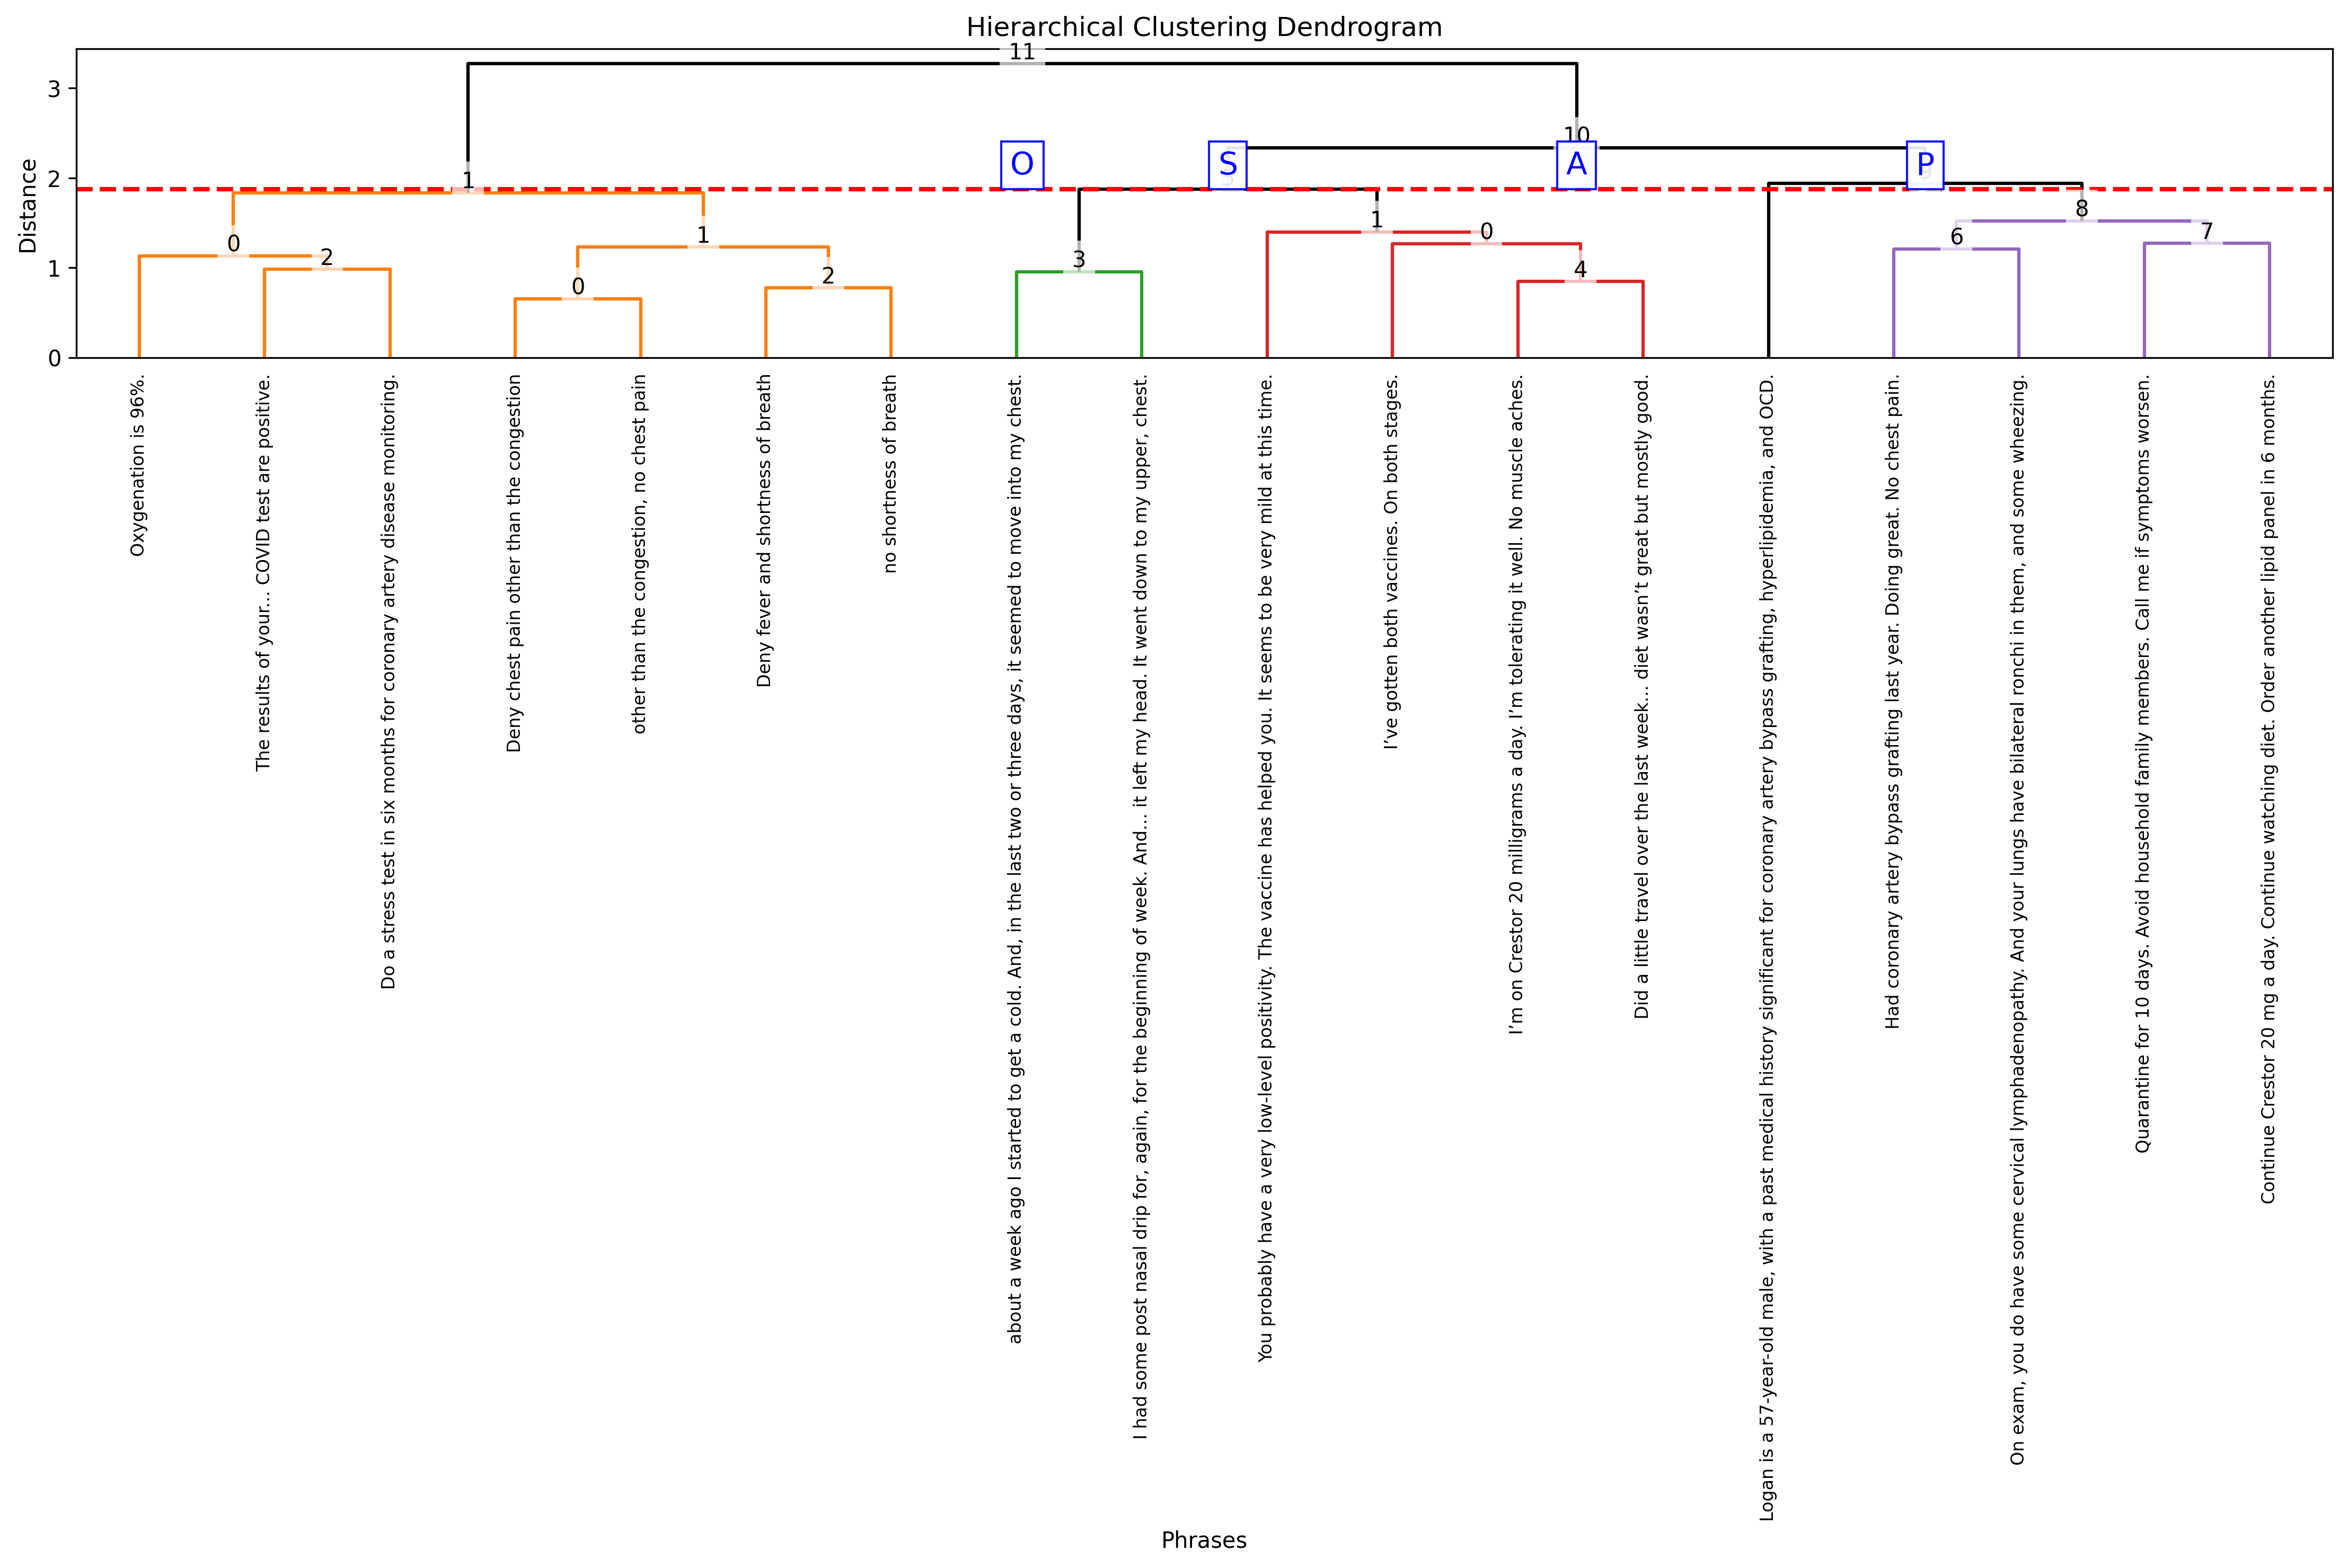 Hierarchical Clustering Dendrogram
Distance
3
2
1
0
11
10
O
S
A
P
1
0
2
1
0
2
3
1
0
4
8
6
7
Oxygenation is 96%.
The results of your... COVID test are positive.
Do a stress test in six months for coronary artery disease monitoring.
Deny chest pain other than the congestion
other than the congestion, no chest pain
Deny fever and shortness of breath
no shortness of breath
about a week ago I started to get a cold. And, in the last two or three days, it seemed to move into my chest.
I had some post nasal drip for, again, for the beginning of week. And... it left my head. It went down to my upper, chest.
You probably have a very low-level positivity. The vaccine has helped you. It seems to be very mild at this time.
I’ve gotten both vaccines. On both stages.
I’m on Crestor 20 milligrams a day. I’m tolerating it well. No muscle aches.
Did a little travel over the last week... diet wasn’t great but mostly good.
Logan is a 57-year-old male, with a past medical history significant for coronary artery bypass grafting, hyperlipidemia, and OCD.
Had coronary artery bypass grafting last year. Doing great. No chest pain.
On exam, you do have some cervical lymphadenopathy. And your lungs have bilateral ronchi in them, and some wheezing.
Quarantine for 10 days. Avoid household family members. Call me if symptoms worsen.
Continue Crestor 20 mg a day. Continue watching diet. Order another lipid panel in 6 months.
Phrases